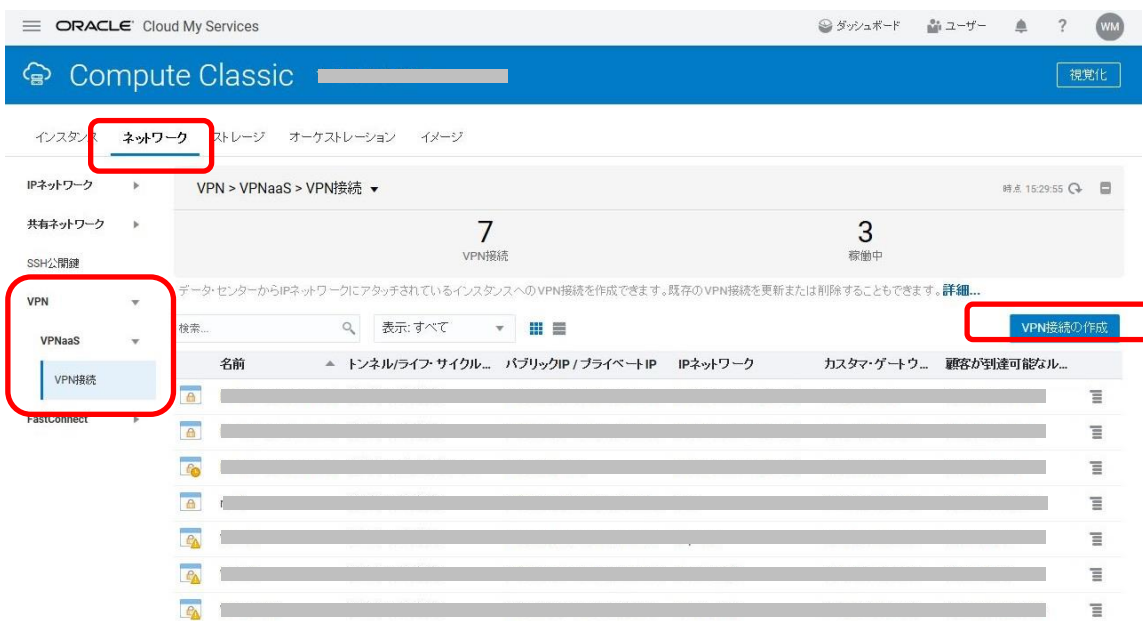 ORACLE Cloud My Services ダッシュボード ユーザー ? WM
Compute Classic 視覚化
インスタンス ネットワーク ストレージ オーケストレーション イメージ
IPネットワーク
VPN > VPNaaS > VPN接続
時点 15:29:55
共有ネットワーク
7
VPN接続
3
稼働中
SSH公開鍵
VPN
VPNaaS
VPN接続
FastConnect
データ・センターからIPネットワークにアタッチされているインスタンスへのVPN接続を作成できます。既存のVPN接続を更新または削除することもできます。詳細...
検索... 表示: すべて VPN接続の作成
名前 トンネル/ライフ・サイクル... パブリックIP / プライベートIP IPネットワーク カスタマ・ゲートウ... 顧客が到達可能なル...